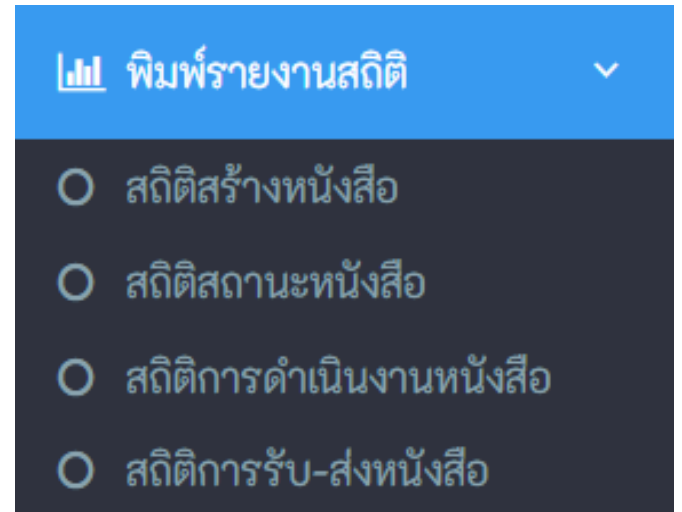 พิมพ์รายงานสถิติ
สถิติสร้างหนังสือ
สถิติสถานะหนังสือ
สถิติการดำเนินงานหนังสือ
สถิติการรับ-ส่งหนังสือ